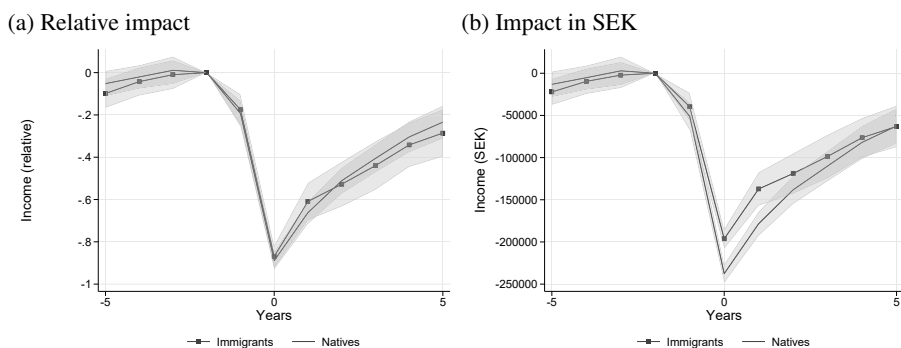 (a) Relative impact
(b) Impact in SEK
Income (relative)
0
-.2
-.4
-.6
-.8
-1
-5
0
5
Years
Immigrants
Natives
Income (SEK)
0
-50000
-100000
-150000
-200000
-250000
-5
0
5
Years
Immigrants
Natives